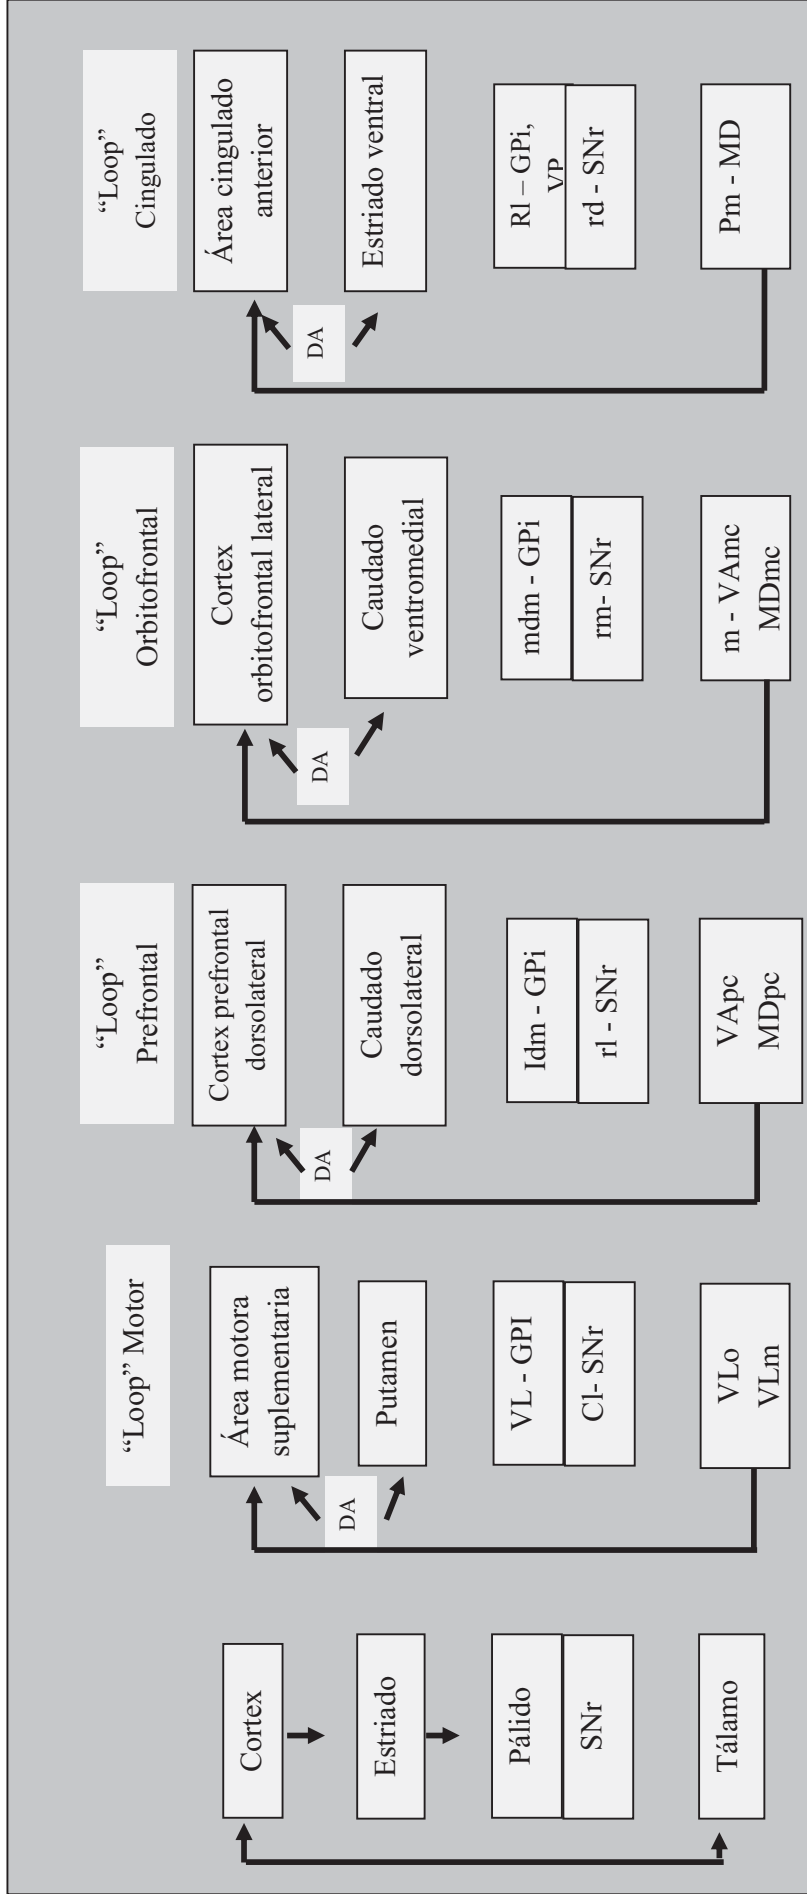 Cortex
Estriado
Pálido
SNr
Tálamo
“Loop” Motor
Área motora
suplementaria
DA
Putamen
VL - GPI
Cl- SNr
VLo
VLm
“Loop”
Prefrontal
Cortex prefrontal
dorsolateral
DA
Caudado
dorsolateral
Idm - GPi
rl - SNr
VApc
MDpc
“Loop”
Orbitofrontal
Cortex
orbitofrontal lateral
DA
Caudado
ventromedial
mdm - GPi
rm- SNr
m - VAmc
MDmc
“Loop”
Cingulado
Área cingulado
anterior
DA
Estriado ventral
Rl – GPi,
VP
rd - SNr
Pm - MD